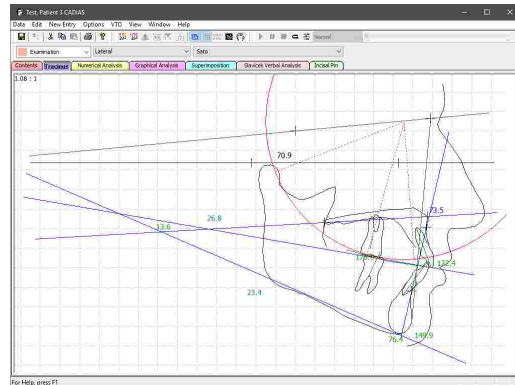 Test, Patient 3 CADIAS
Data Edit New Entry Options VTO View Window Help
Normal
Examination Lateral Sato
Contents Tracings Numerical Analysis Graphical Analysis Superimposition Slavicek Verbal Analysis Incisal Pin
1.08 : 1
70.9
73.5
26.8
13.6
122.4
23.4
76.4
149.9
For Help, press F1